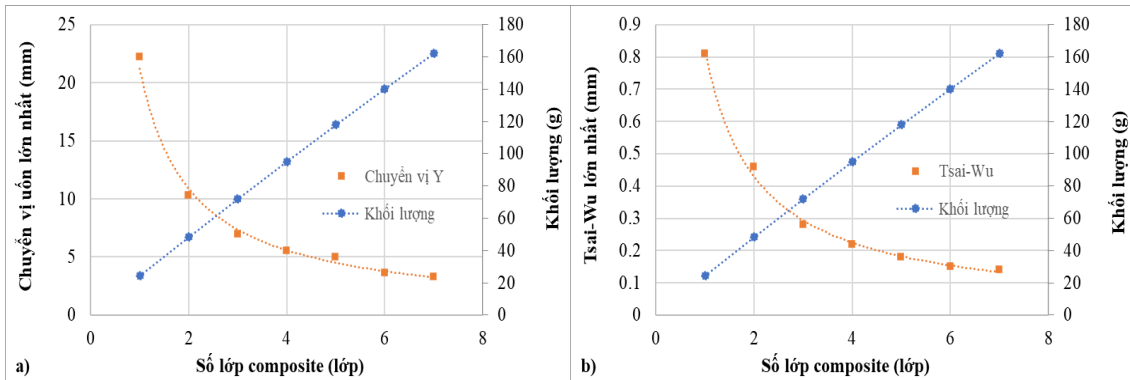 Chuyển vị uốn lớn nhất (mm)
25
20
15
10
5
0
180
160
140
120
100
80
60
40
20
0
Khối lượng (g)
Chuyển vị Y
Khối lượng
0 2 4 6 8
Số lớp composite (lớp)
a)
Tsai-Wu lớn nhất (mm)
0.9
0.8
0.7
0.6
0.5
0.4
0.3
0.2
0.1
0
180
160
140
120
100
80
60
40
20
0
Khối lượng (g)
Tsai-Wu
Khối lượng
0 2 4 6 8
Số lớp composite (lớp)
b)